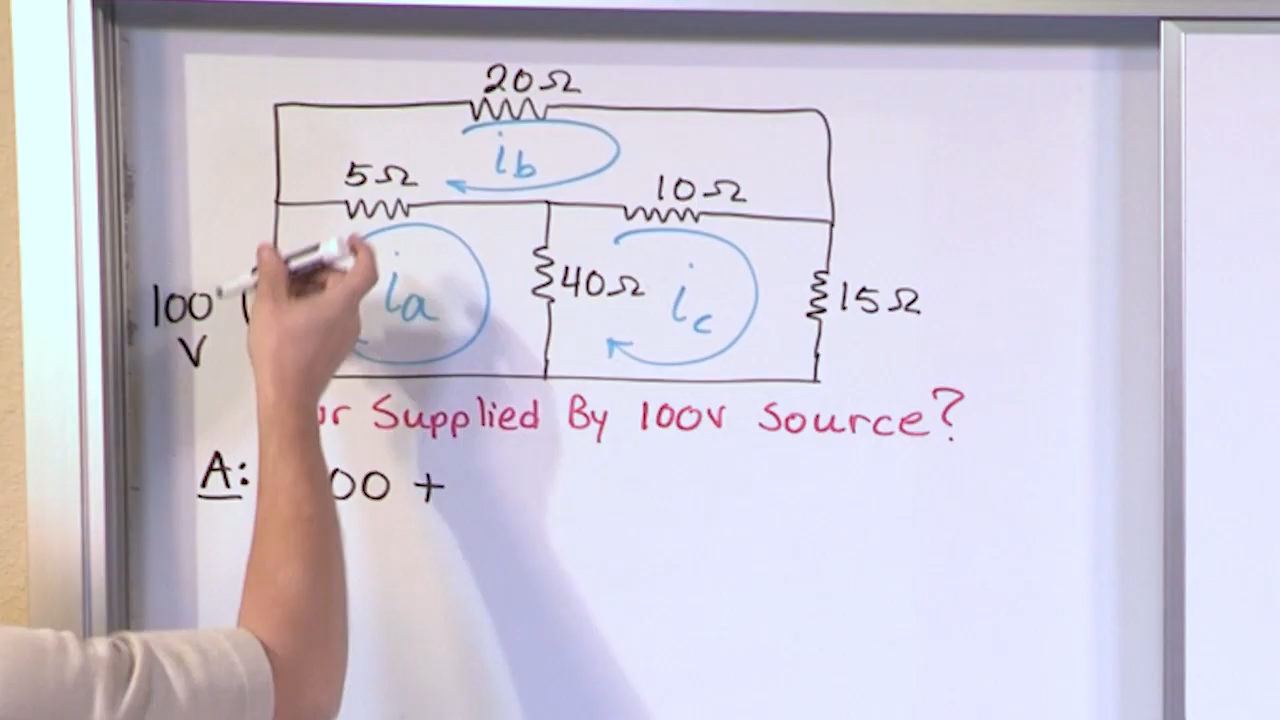 20Ω
ib
5Ω
10Ω
100
V
ia
40Ω
ic
15Ω
Supplied By 100V Source?
A: 00 +